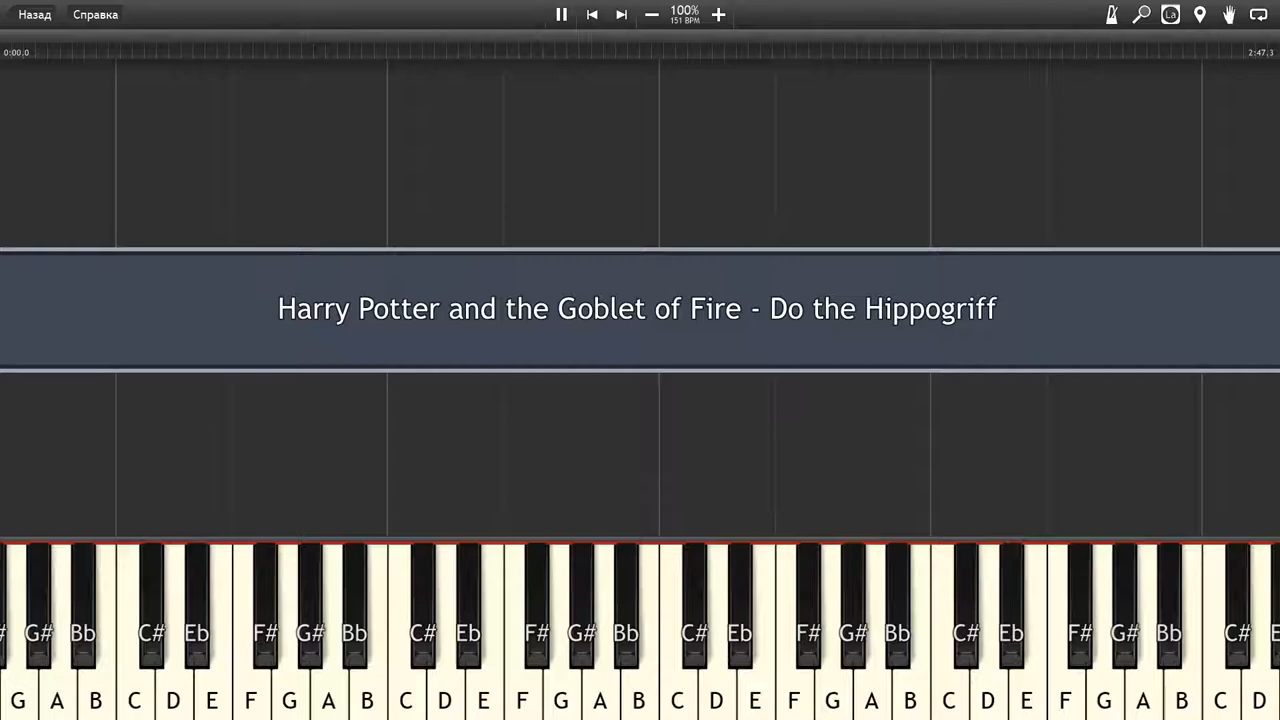 Назад Справка 100% 151 BPM La
0:00,0 2:47,3
Harry Potter and the Goblet of Fire - Do the Hippogriff
G# Bb C# Eb F# G# Bb C# Eb F# G# Bb C# Eb F# G# Bb C# Eb F# G# Bb C#
G A B C D E F G A B C D E F G A B C D E F G A B C D E F G A B C D